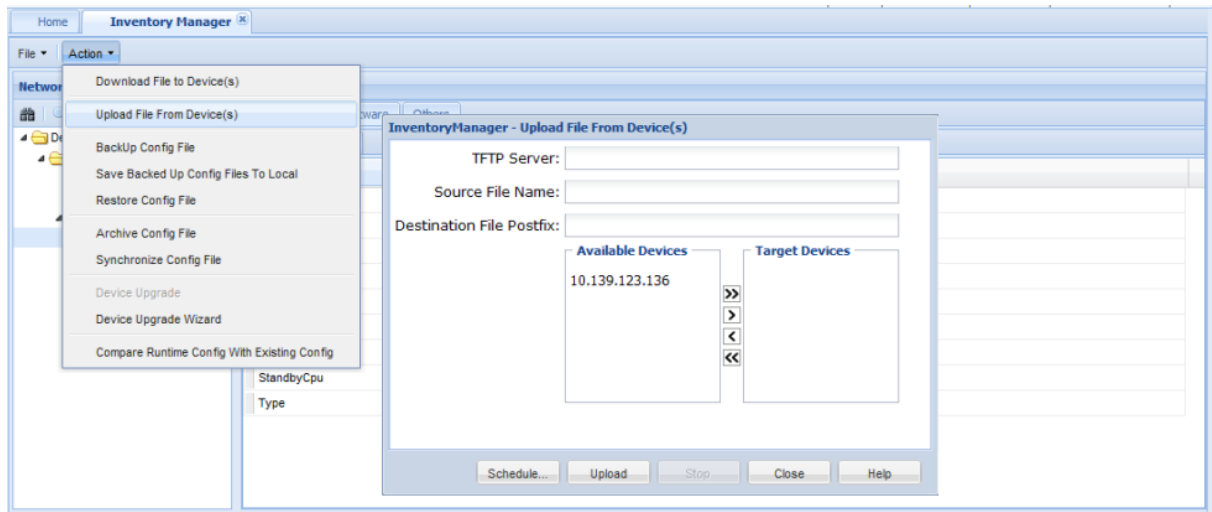 Home
Inventory Manager
File
Action
Networ
Download File to Device(s)
Upload File From Device(s)
BackUp Config File
Save Backed Up Config Files To Local
Restore Config File
Archive Config File
Synchronize Config File
Device Upgrade
Device Upgrade Wizard
Compare Runtime Config With Existing Config
De
ware
Others
StandbyCpu
Type
InventoryManager - Upload File From Device(s)
TFTP Server:
Source File Name:
Destination File Postfix:
Available Devices
Target Devices
10.139.123.136
>>
>
<
<<
Schedule...
Upload
Stop
Close
Help